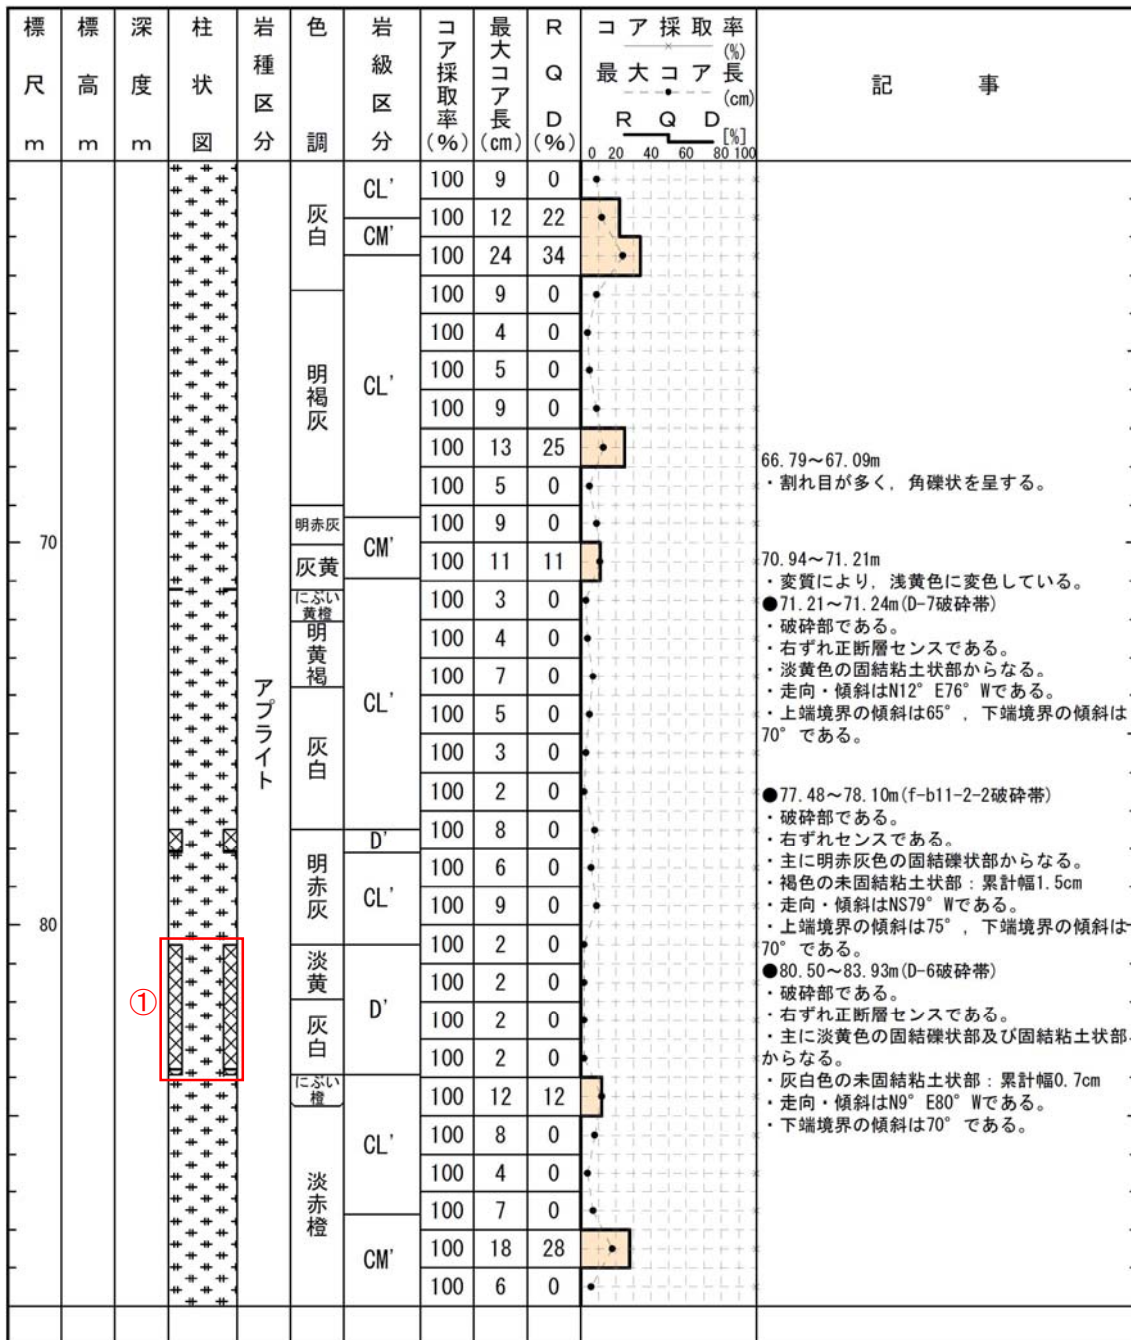 標尺m
標高m
深度m
柱状図
岩種区分
色調
岩級区分
コア採取率(%)
最大コア長(cm)
RQD(%)
コア採取率(%)
最大コア長(cm)
RQD[%]
0 20 40 60 80 100
記事
100 9 0
100 12 22
100 24 34
100 9 0
100 4 0
100 5 0
100 9 0
100 13 25
100 5 0
100 9 0
100 11 11
100 3 0
100 4 0
100 7 0
100 5 0
100 3 0
100 2 0
100 8 0
100 6 0
100 9 0
100 2 0
100 2 0
100 2 0
100 2 0
100 12 12
100 8 0
100 4 0
100 7 0
100 18 28
100 6 0
70
80
①
アプライト
灰白
明褐灰
明赤灰
灰黄
にぶい黄橙
明黄褐
灰白
明赤灰
淡黄
灰白
にぶい橙
淡赤橙
CL'
CM'
CL'
CM'
CL'
D'
CL'
D'
CL'
CM'
66.79～67.09m
・割れ目が多く，角礫状を呈する。
70.94～71.21m
・変質により，浅黄色に変色している。
●71.21～71.24m(D-7破砕帯)
・破砕部である。
・右ずれ正断層センスである。
・淡黄色の固結粘土状部からなる。
・走向・傾斜はN12°E76°Wである。
・上端境界の傾斜は65°，下端境界の傾斜は
70°である。
●77.48～78.10m(f-b11-2-2破砕帯)
・破砕部である。
・右ずれセンスである。
・主に明赤灰色の固結礫状部からなる。
・褐色の未固結粘土状部：累計幅1.5cm
・走向・傾斜はNS79°Wである。
・上端境界の傾斜は75°，下端境界の傾斜は
70°である。
●80.50～83.93m(D-6破砕帯)
・破砕部である。
・右ずれ正断層センスである。
・主に淡黄色の固結礫状部及び固結粘土状部
からなる。
・灰白色の未固結粘土状部：累計幅0.7cm
・走向・傾斜はN9°E80°Wである。
・下端境界の傾斜は70°である。